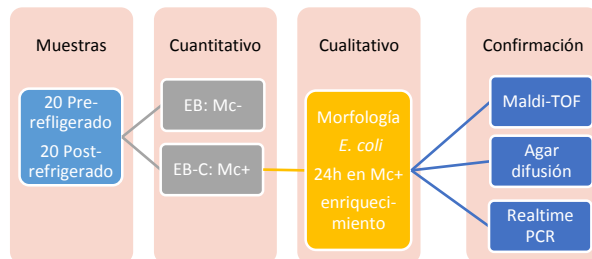 Muestras
20 Pre-
refligerado
20 Post-
refrigerado
Cuantitativo
EB: Mc-
EB-C: Mc+
Cualitativo
Morfología
E. coli
24h en Mc+
enriqueci-
miento
Confirmación
Maldi-TOF
Agar
difusión
Realtime
PCR